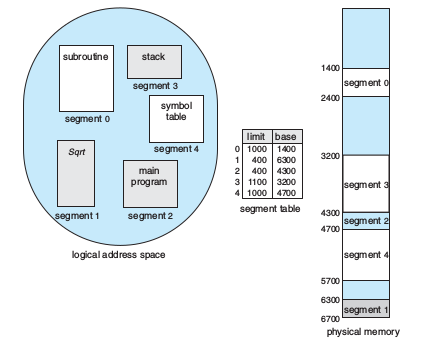 subroutine
segment 0
stack
segment 3
symbol
table
segment 4
Sqrt
segment 1
main
program
segment 2
logical address space
limit base
0 1000 1400
1 400 6300
2 400 4300
3 1100 3200
4 1000 4700
segment table
1400
segment 0
2400
3200
segment 3
4300
segment 2
4700
segment 4
5700
6300
segment 1
6700
physical memory